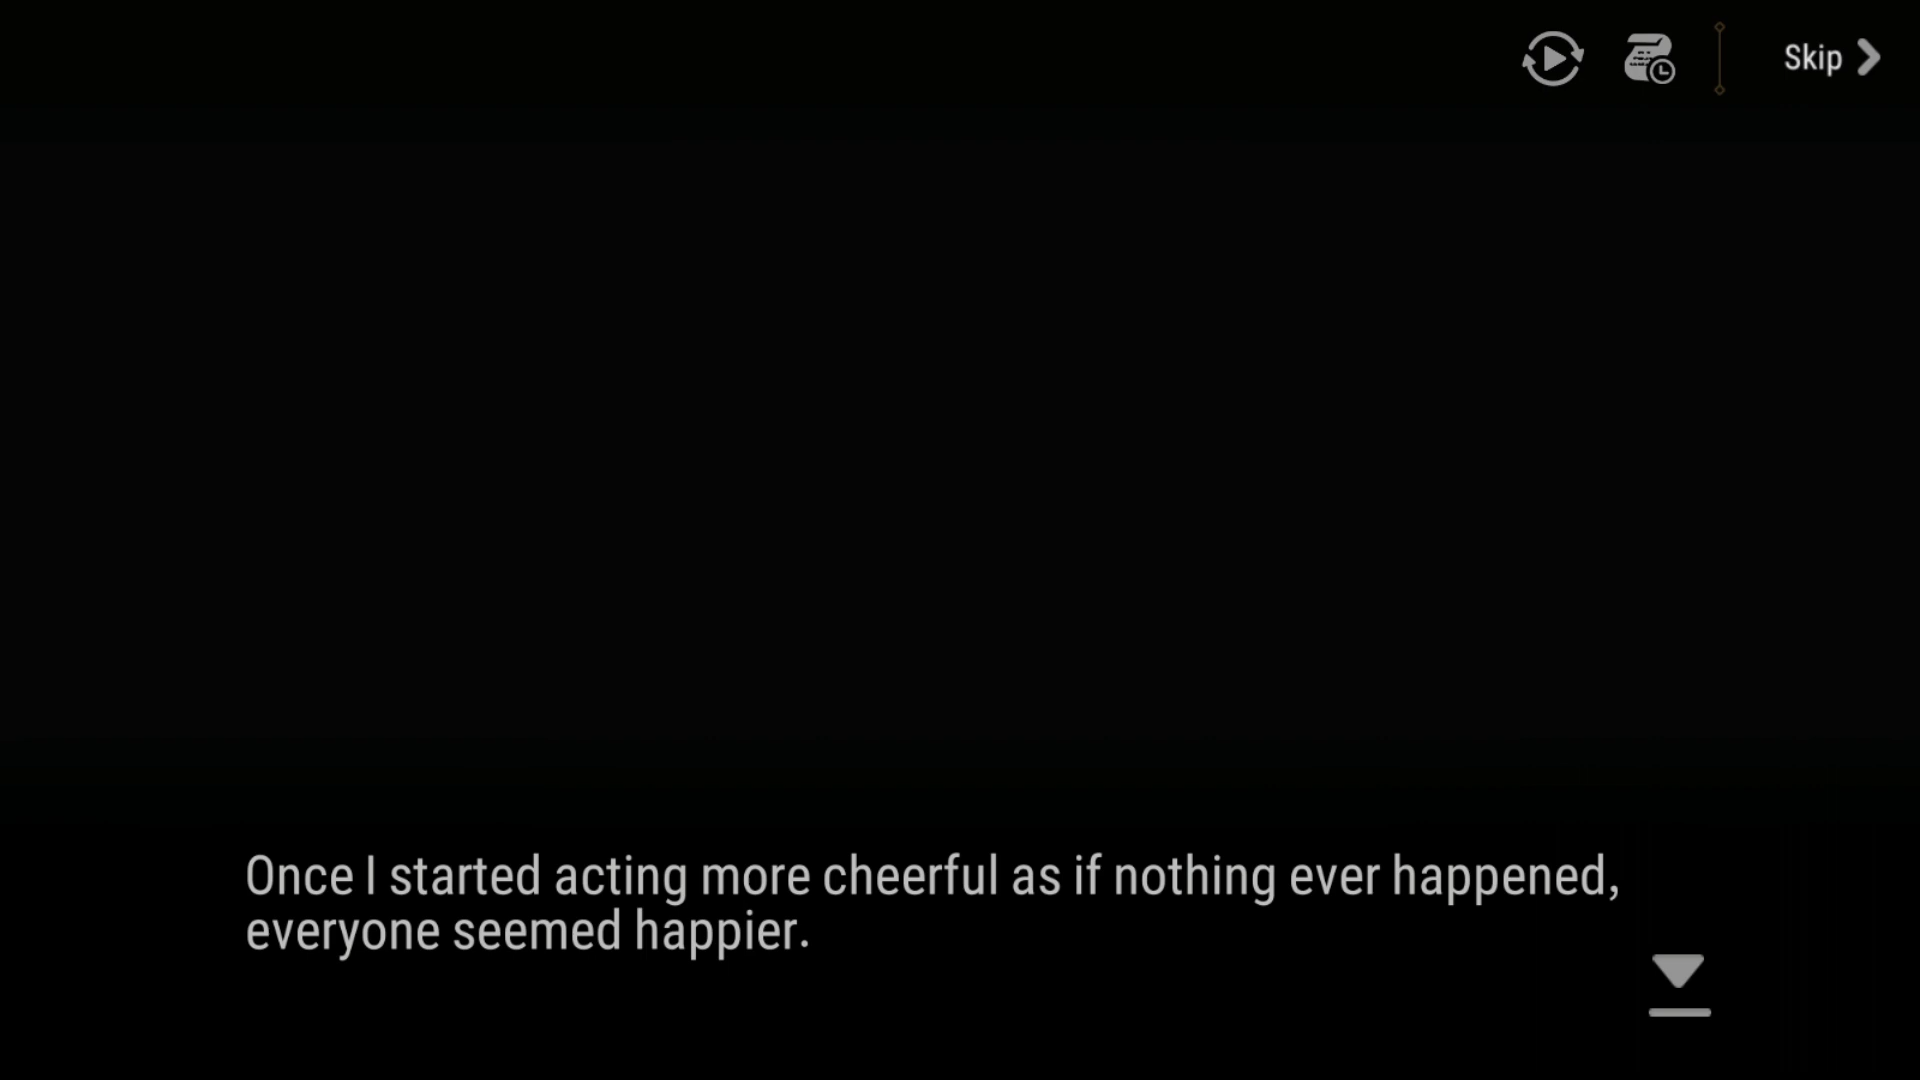 Skip
Once I started acting more cheerful as if nothing ever happened,
everyone seemed happier.